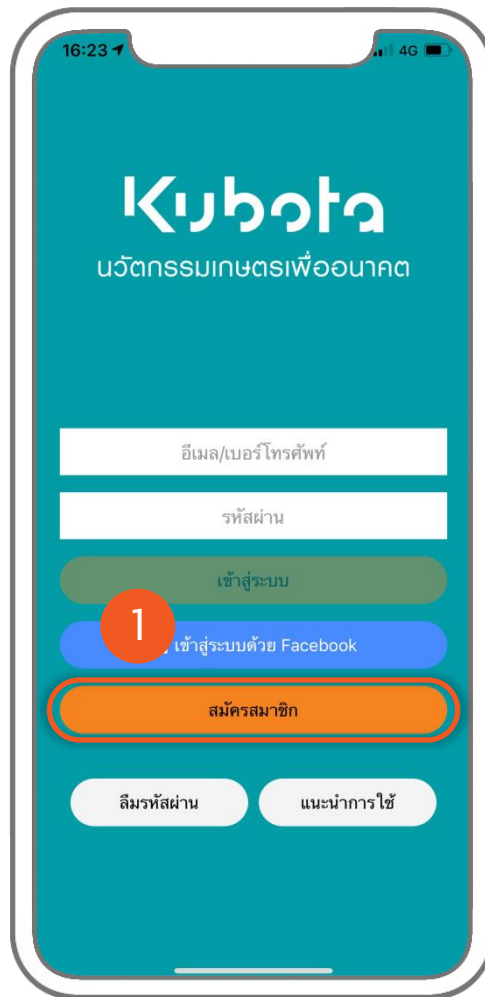 16:23
4G
Kubota
นวัตกรรมเกษตรเพื่ออนาคต
อีเมล/เบอร์โทรศัพท์
รหัสผ่าน
เข้าสู่ระบบ
1
เข้าสู่ระบบด้วย Facebook
สมัครสมาชิก
ลืมรหัสผ่าน แนะนำการใช้